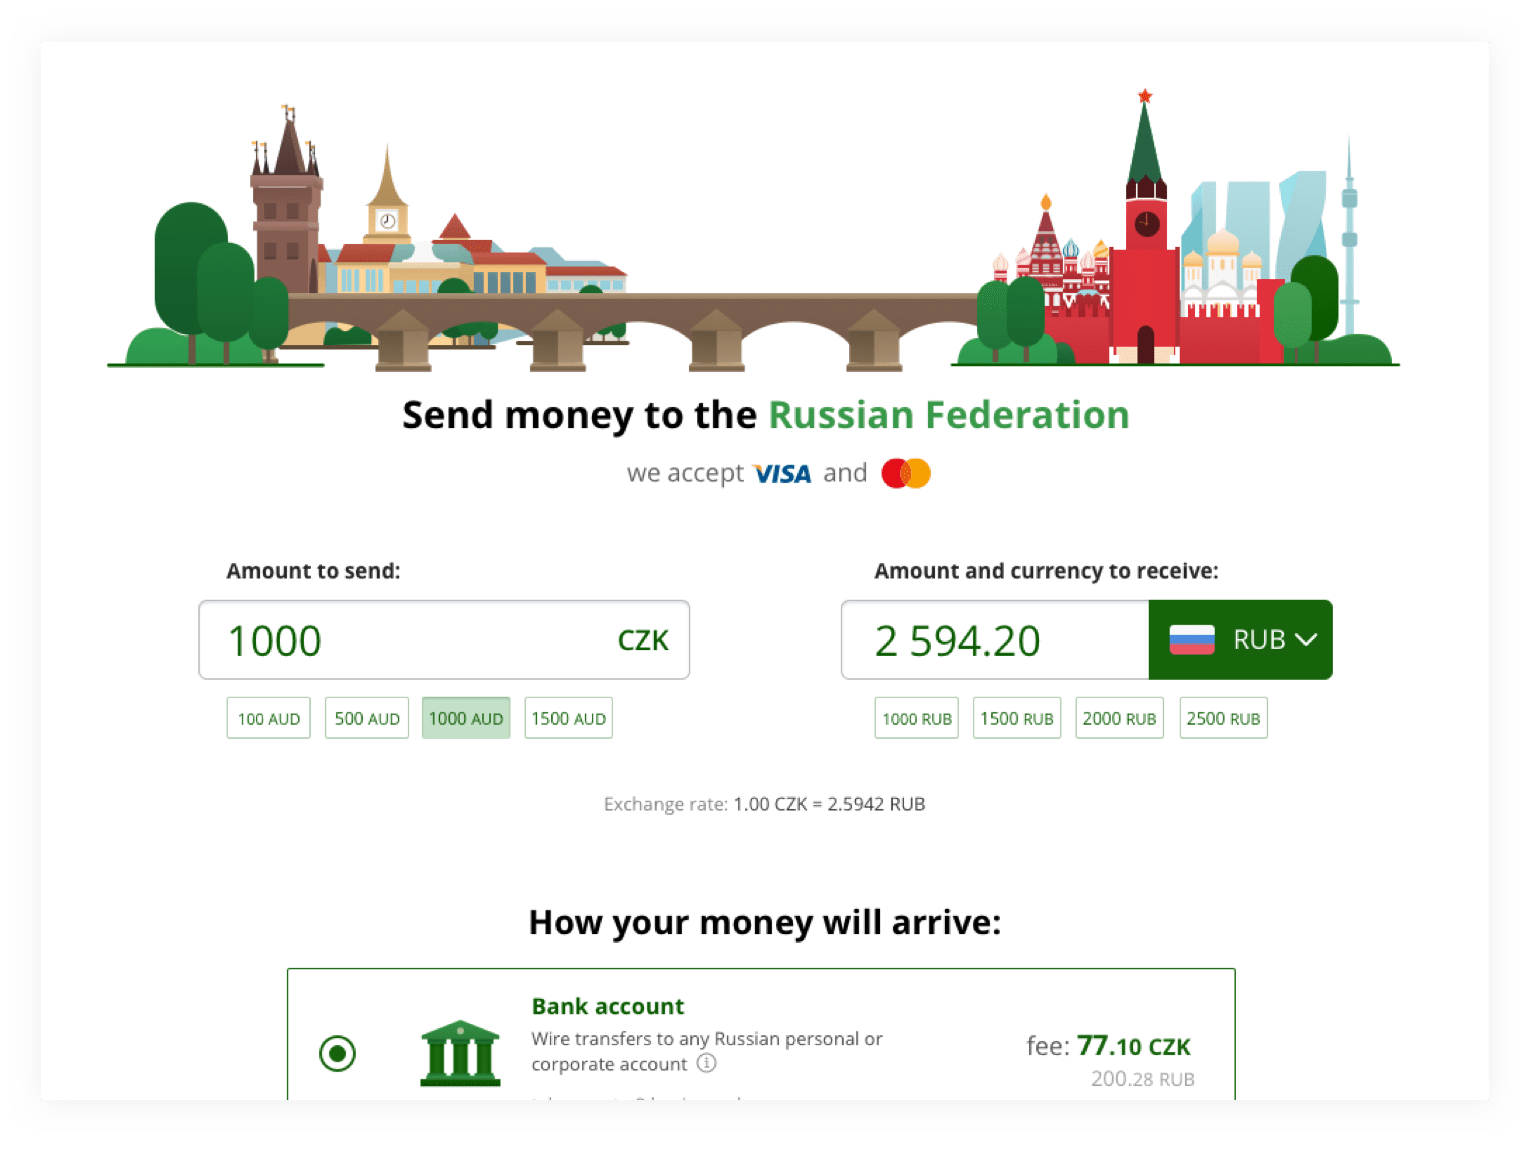 Send money to the Russian Federation
we accept VISA and
Amount to send:
Amount and currency to receive:
1000 CZK
2 594.20 RUB
100 AUD 500 AUD 1000 AUD 1500 AUD
1000 RUB 1500 RUB 2000 RUB 2500 RUB
Exchange rate: 1.00 CZK = 2.5942 RUB
How your money will arrive:
Bank account
Wire transfers to any Russian personal or
corporate account
fee: 77.10 CZK
200.28 RUB